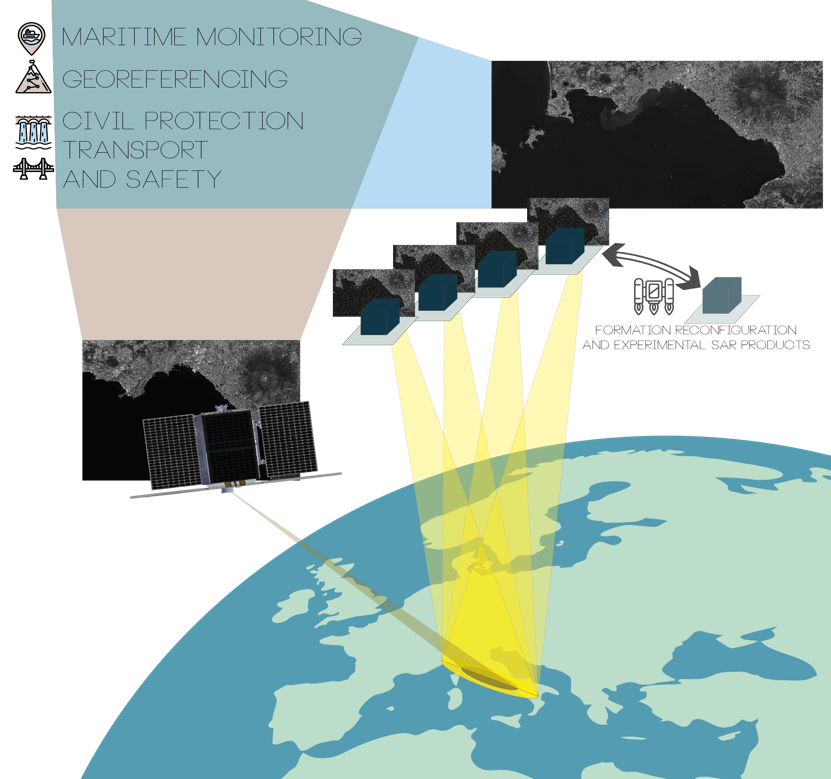 MARITIME MONITORING
GEOREFERENCING
CIVIL PROTECTION
TRANSPORT
AND SAFETY
FORMATION RECONFIGURATION
AND EXPERIMENTAL SAR PRODUCTS